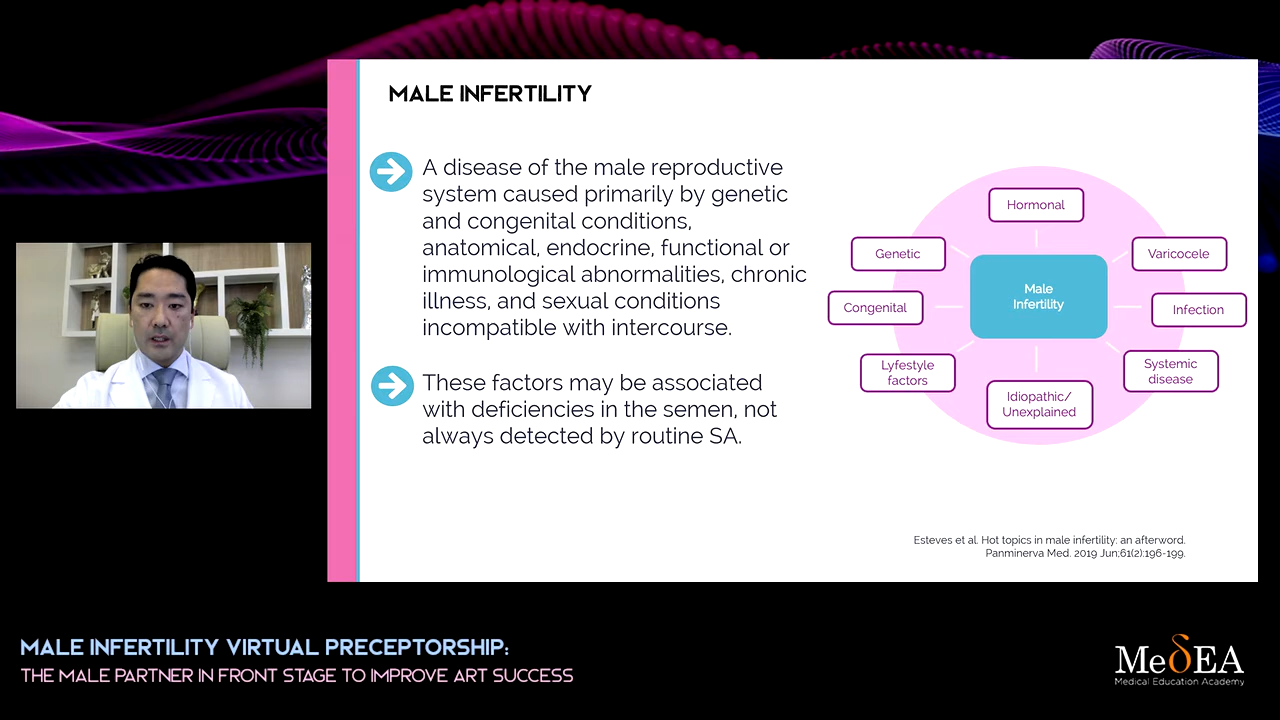 MALE INFERTILITY
A disease of the male reproductive
system caused primarily by genetic
and congenital conditions,
anatomical, endocrine, functional or
immunological abnormalities, chronic
illness, and sexual conditions
incompatible with intercourse.
These factors may be associated
with deficiencies in the semen, not
always detected by routine SA.
Hormonal
Genetic
Varicocele
Male
Infertility
Congenital
Infection
Lyfestyle
factors
Systemic
disease
Idiopathic/
Unexplained
Esteves et al. Hot topics in male infertility: an afterword.
Panminerva Med. 2019 Jun;61(2):196-199.
MALE INFERTILITY VIRTUAL PRECEPTORSHIP:
THE MALE PARTNER IN FRONT STAGE TO IMPROVE ART SUCCESS
MeδEA
Medical Education Academy